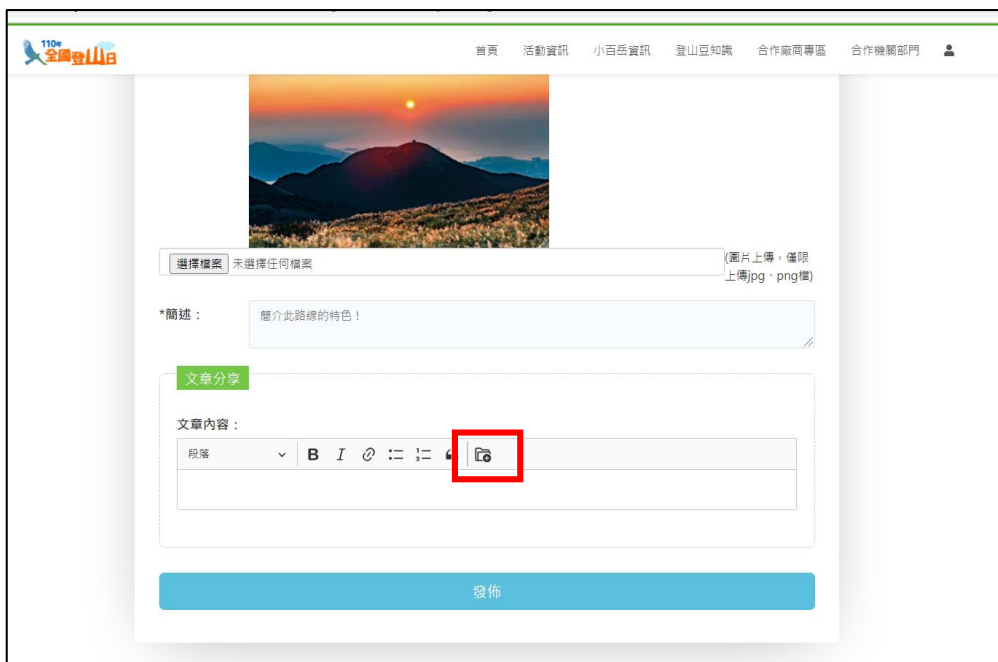 110年
全國登山日
首頁 活動資訊 小百岳資訊 登山豆知識 合作廠商專區 合作機關部門
選擇檔案 未選擇任何檔案
(圖片上傳，僅限
上傳jpg、png檔)
*簡述：
簡介此路線的特色！
文章分享
文章內容：
段落 B I
發佈